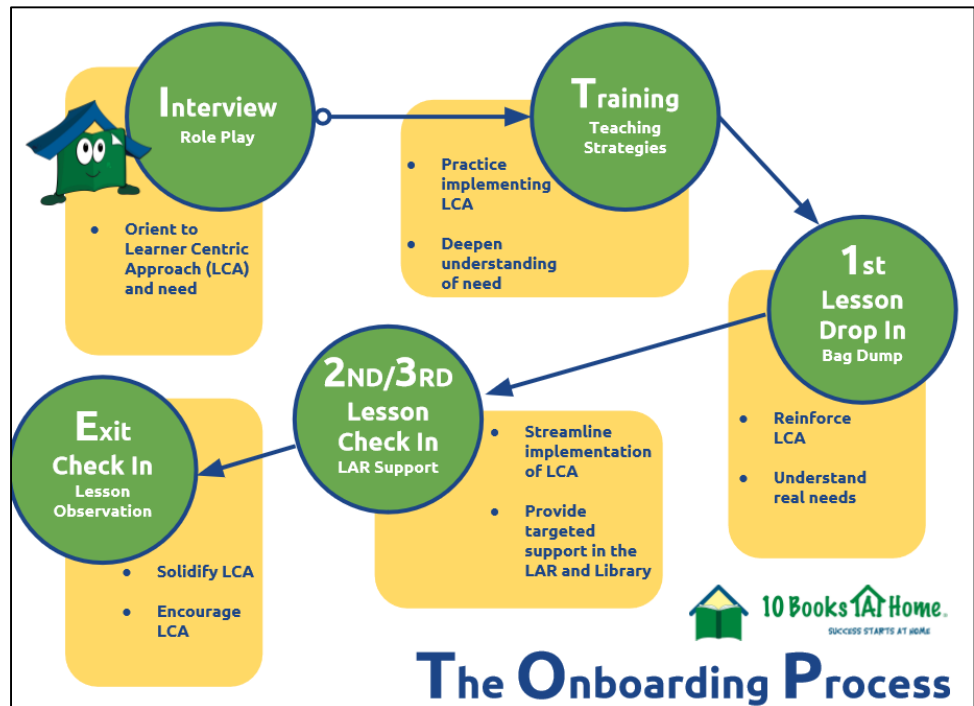 Interview
Role Play
● Orient to
Learner Centric
Approach (LCA)
and need
Training
Teaching
Strategies
● Practice
implementing
LCA
● Deepen
understanding
of need
1st
Lesson
Drop In
Bag Dump
● Reinforce
LCA
● Understand
real needs
2ND/3RD
Lesson
Check In
LAR Support
● Streamline
implementation
of LCA
● Provide
targeted
support in the
LAR and Library
Exit
Check In
Lesson
Observation
● Solidify LCA
● Encourage
LCA
10 Books At Home
SUCCESS STARTS AT HOME
The Onboarding Process